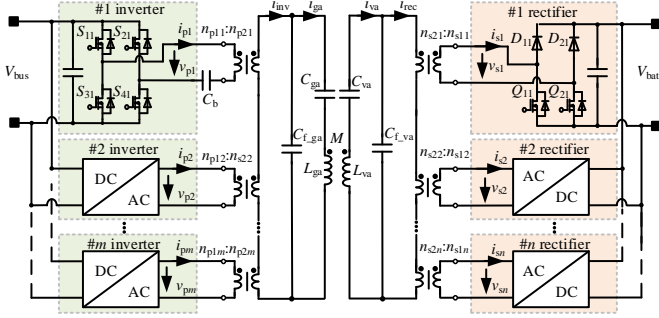 #1 inverter
S11
S21
S31
S41
Vbus
ip1
vp1
Cb
np11:np21
iinv
iga
iva
irec
Cga
Cva
Cf_ga
M
Cf_va
Lga
Lva
ns21:ns11
is1
vs1
#1 rectifier
D11
D21
Q11
Q21
Vbat
#2 inverter
DC
AC
ip2
vp2
np12:ns22
ns22:ns12
is2
vs2
#2 rectifier
AC
DC
#m inverter
DC
AC
ipm
vpm
np1m:np2m
ns2n:ns1n
isn
vsn
#n rectifier
AC
DC